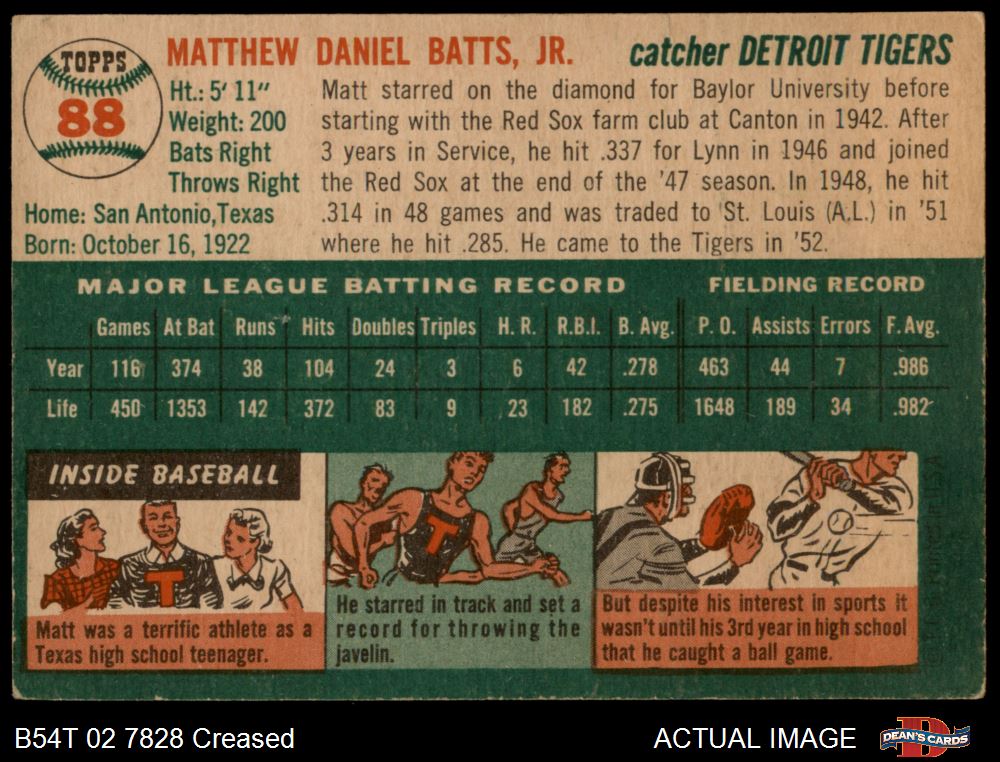 TOPPS
88
MATTHEW DANIEL BATTS, JR.
catcher DETROIT TIGERS
Ht.: 5' 11"
Weight: 200
Bats Right
Throws Right
Home: San Antonio, Texas
Born: October 16, 1922
Matt starred on the diamond for Baylor University before
starting with the Red Sox farm club at Canton in 1942. After
3 years in Service, he hit .337 for Lynn in 1946 and joined
the Red Sox at the end of the '47 season. In 1948, he hit
.314 in 48 games and was traded to St. Louis (A.L.) in '51
where he hit .285. He came to the Tigers in '52.
MAJOR LEAGUE BATTING RECORD FIELDING RECORD
Games At Bat Runs Hits Doubles Triples H. R. R.B.I. B. Avg. P. O. Assists Errors F. Avg.
Year 116 374 38 104 24 3 6 42 .278 463 44 7 .986
Life 450 1353 142 372 83 9 23 182 .275 1648 189 34 .982
INSIDE BASEBALL
T
Matt was a terrific athlete as a
Texas high school teenager.
T
He starred in track and set a
record for throwing the
javelin.
But despite his interest in sports it
wasn't until his 3rd year in high school
that he caught a ball game.
B54T 02 7828 Creased
ACTUAL IMAGE
D
DEAN'S CARDS